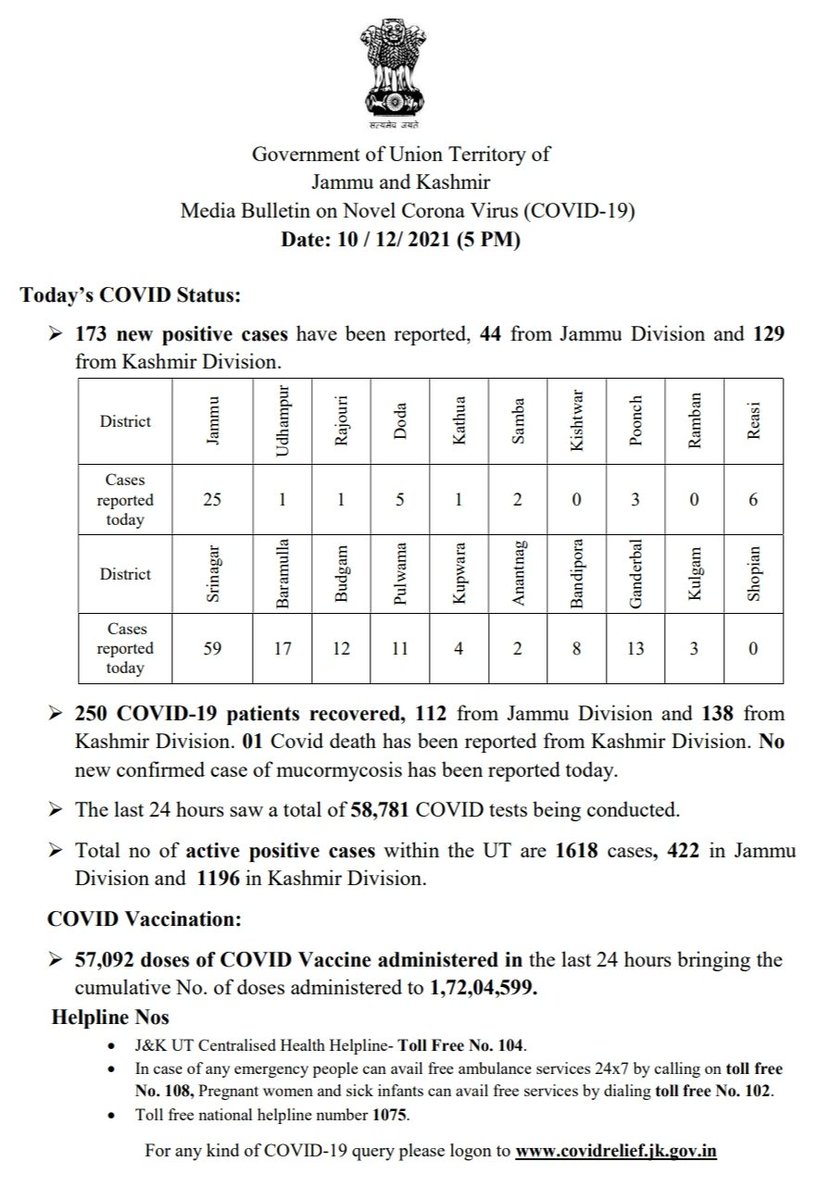 सत्यमेव जयते
Government of Union Territory of
Jammu and Kashmir
Media Bulletin on Novel Corona Virus (COVID-19)
Date: 10 / 12/ 2021 (5 PM)
Today’s COVID Status:
➢ 173 new positive cases have been reported, 44 from Jammu Division and 129
from Kashmir Division.
District Jammu Udhampur Rajouri Doda Kathua Samba Kishtwar Poonch Ramban Reasi
Cases
reported
today
25 1 1 5 1 2 0 3 0 6
District Srinagar Baramulla Budgam Pulwama Kupwara Anantnag Bandipora Ganderbal Kulgam Shopian
Cases
reported
today
59 17 12 11 4 2 8 13 3 0
➢ 250 COVID-19 patients recovered, 112 from Jammu Division and 138 from
Kashmir Division. 01 Covid death has been reported from Kashmir Division. No
new confirmed case of mucormycosis has been reported today.
➢ The last 24 hours saw a total of 58,781 COVID tests being conducted.
➢ Total no of active positive cases within the UT are 1618 cases, 422 in Jammu
Division and 1196 in Kashmir Division.
COVID Vaccination:
➢ 57,092 doses of COVID Vaccine administered in the last 24 hours bringing the
cumulative No. of doses administered to 1,72,04,599.
Helpline Nos
• J&K UT Centralised Health Helpline- Toll Free No. 104.
• In case of any emergency people can avail free ambulance services 24x7 by calling on toll free
No. 108, Pregnant women and sick infants can avail free services by dialing toll free No. 102.
• Toll free national helpline number 1075.
For any kind of COVID-19 query please logon to www.covidrelief.jk.gov.in